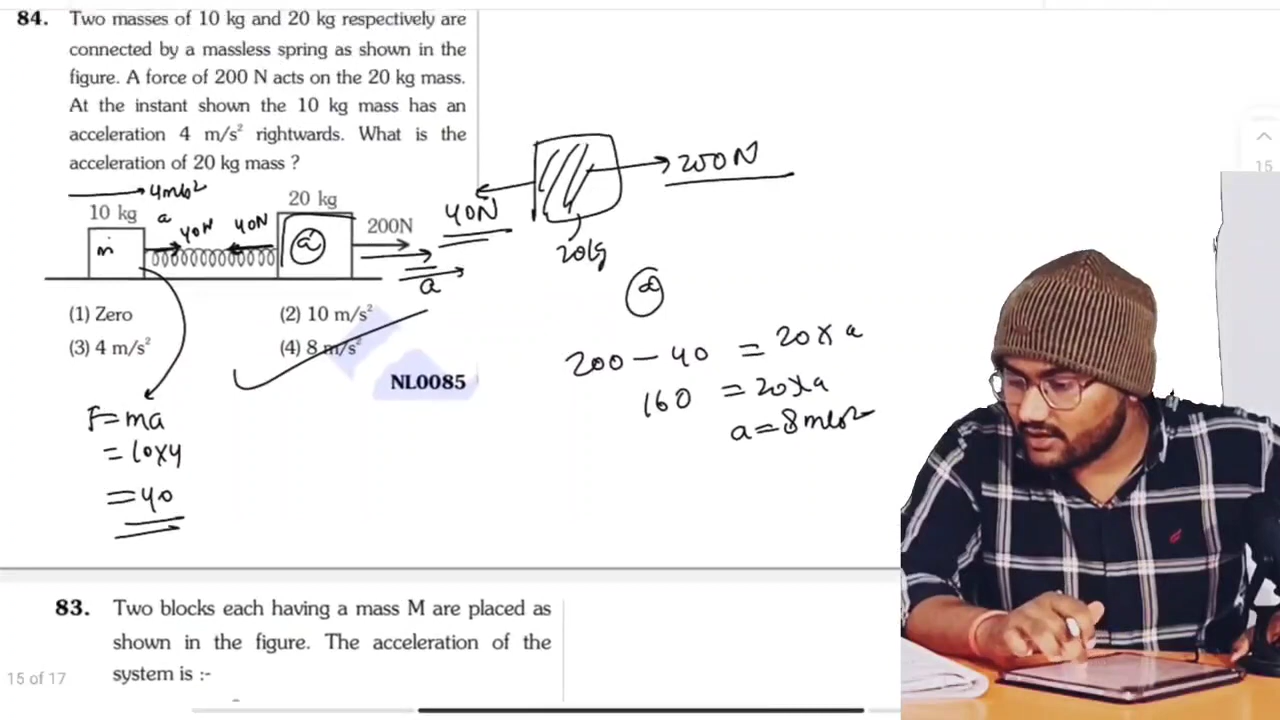 84. Two masses of 10 kg and 20 kg respectively are
connected by a massless spring as shown in the
figure. A force of 200 N acts on the 20 kg mass.
At the instant shown the 10 kg mass has an
acceleration 4 m/s² rightwards. What is the
acceleration of 20 kg mass ?
4m/s²
10 kg
a
40N
40N
20 kg
200N
m
a
a
40N
200N
20kg
a
(1) Zero
(2) 10 m/s²
(3) 4 m/s²
(4) 8 m/s²
NL0085
F=ma
=10×4
=40
200-40 = 20×a
160 = 20×a
a=8m/s²
83. Two blocks each having a mass M are placed as
shown in the figure. The acceleration of the
system is :-
15 of 17
15